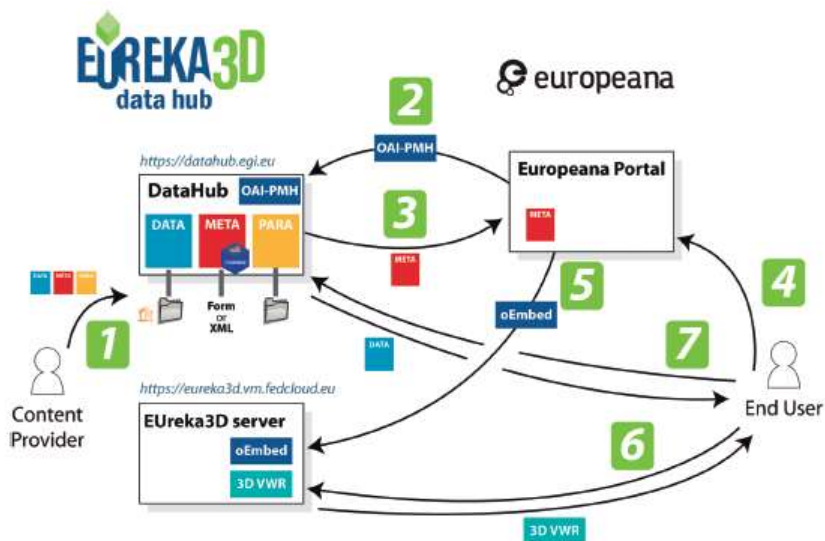 EUREKA3D
data hub
europeana
2
OAI-PMH
https://datahub.egi.eu
DataHub
OAI-PMH
Europeana Portal
DATA
META
PARA
META
3
META
DATA
META
PARA
Form
or
XML
1
5
4
oEmbed
DATA
7
https://eureka3d.vm.fedcloud.eu
Content
Provider
End User
EUreka3D server
oEmbed
3D VWR
6
3D VWR